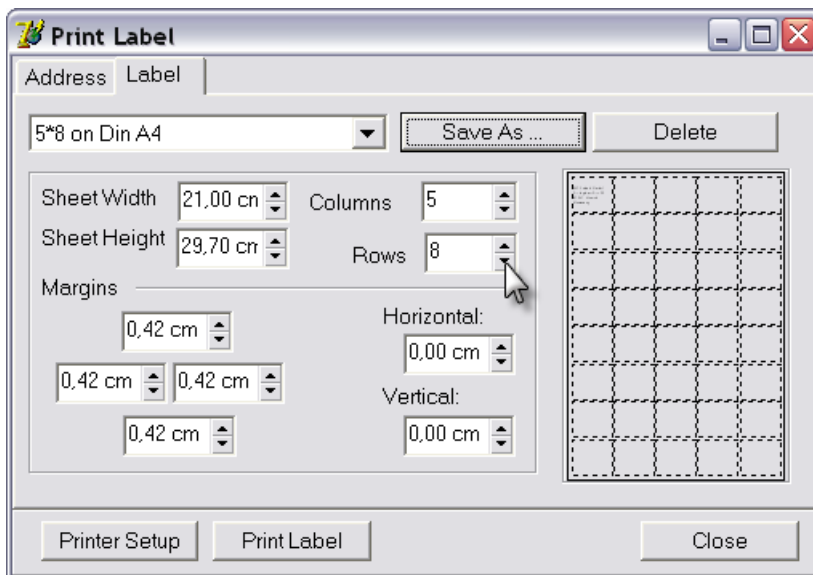 Print Label
Address Label
5*8 on Din A4 Save As ... Delete
Sheet Width 21,00 cm Columns 5
Sheet Height 29,70 cm Rows 8
Margins
0,42 cm Horizontal:
0,00 cm
0,42 cm 0,42 cm Vertical:
0,42 cm 0,00 cm
Printer Setup Print Label Close